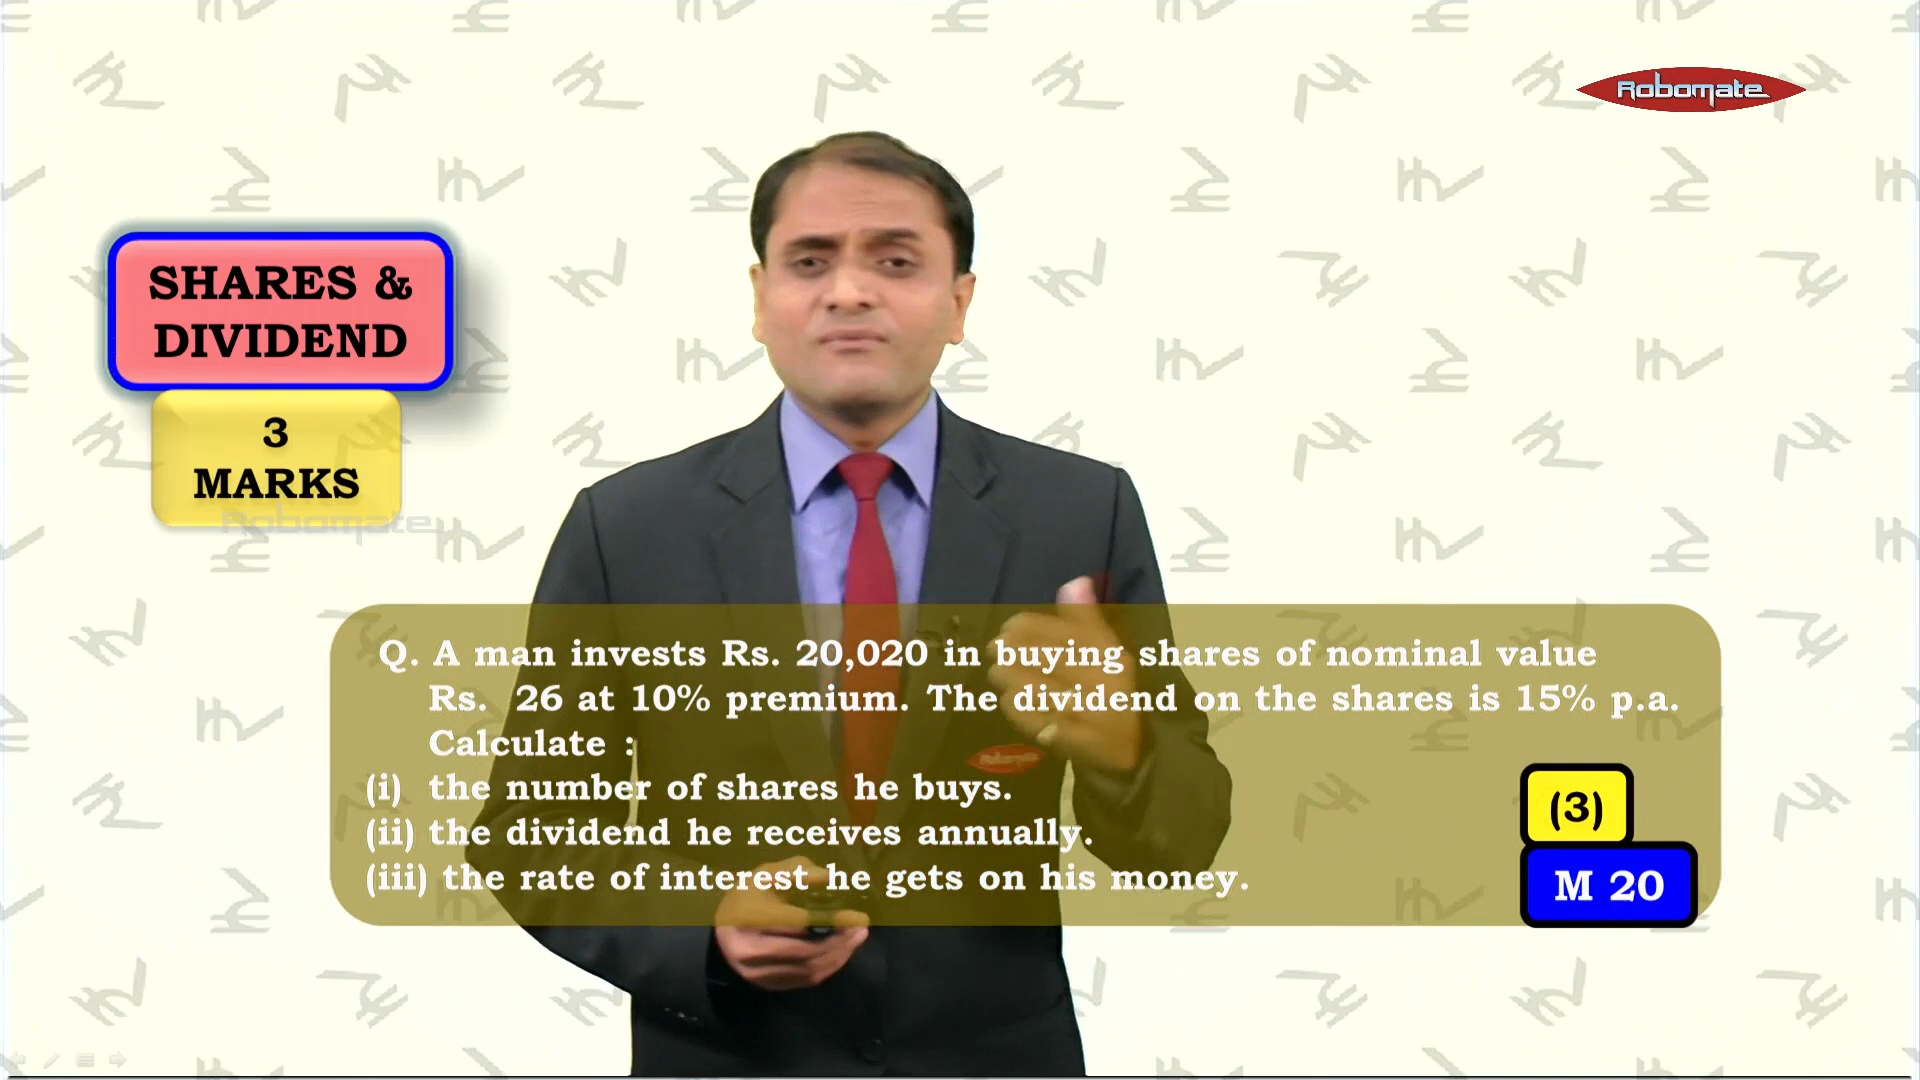 Robomate
SHARES &
DIVIDEND
3
MARKS
Robomate
Q. A man invests Rs. 20,020 in buying shares of nominal value
Rs. 26 at 10% premium. The dividend on the shares is 15% p.a.
Calculate :
(i) the number of shares he buys.
(ii) the dividend he receives annually.
(iii) the rate of interest he gets on his money.
Robomate
(3)
M 20